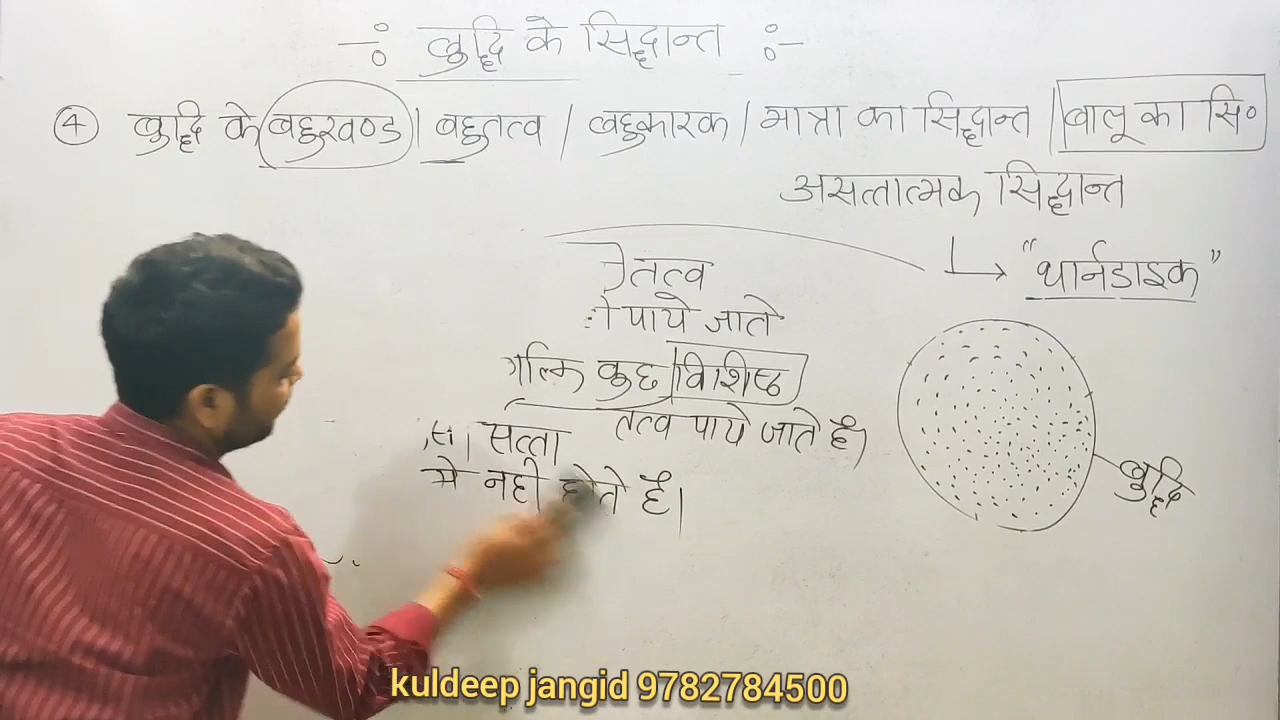 बुद्धि के सिद्धान्त
④ बुद्धि के बहुखण्ड | बहुतत्व / बहुकारक / मात्रा का सिद्धान्त | बालू का सि०
असत्तात्मक सिद्धान्त
"थार्नडाइक"
तत्व
पाये जाते
कुछ विशिष्ठ
तत्व पाये जाते है।
सत्ता
मे नही होते है।
बुद्धि
kuldeep jangid 9782784500